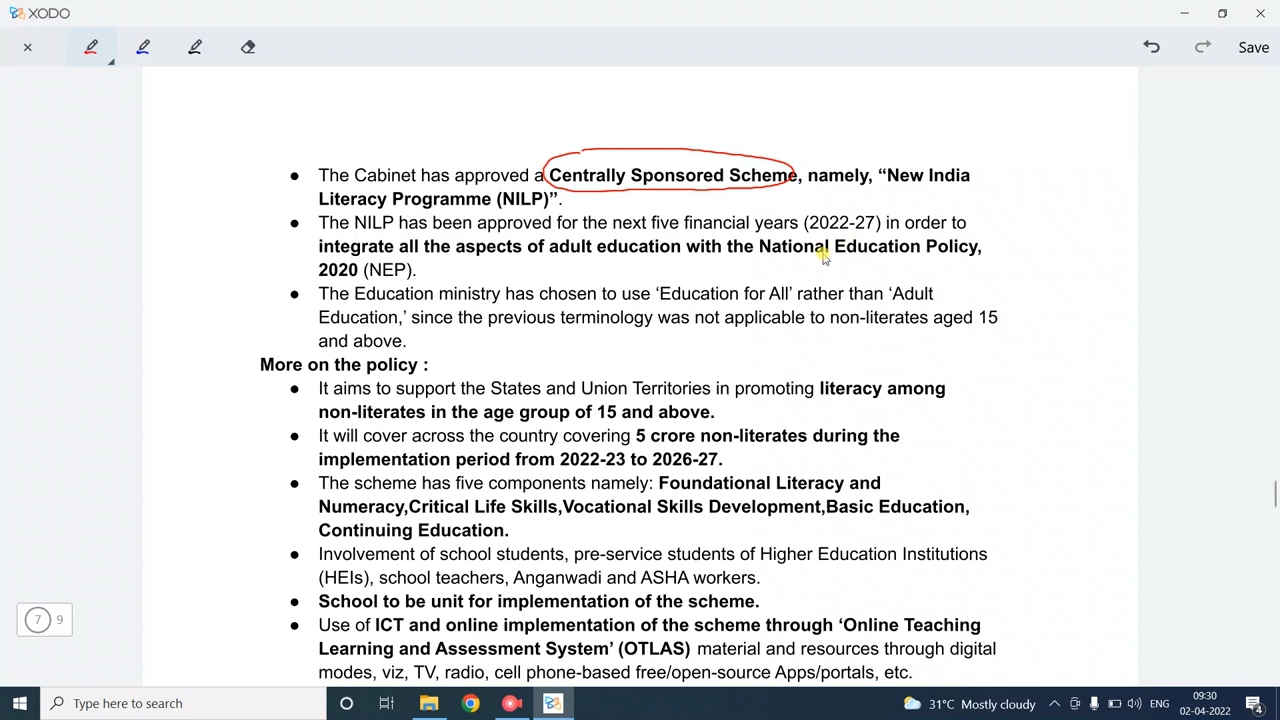 XODO
Save
● The Cabinet has approved a Centrally Sponsored Scheme, namely, “New India
Literacy Programme (NILP)”.
● The NILP has been approved for the next five financial years (2022-27) in order to
integrate all the aspects of adult education with the National Education Policy,
2020 (NEP).
● The Education ministry has chosen to use ‘Education for All’ rather than ‘Adult
Education,’ since the previous terminology was not applicable to non-literates aged 15
and above.
More on the policy :
● It aims to support the States and Union Territories in promoting literacy among
non-literates in the age group of 15 and above.
● It will cover across the country covering 5 crore non-literates during the
implementation period from 2022-23 to 2026-27.
● The scheme has five components namely: Foundational Literacy and
Numeracy,Critical Life Skills,Vocational Skills Development,Basic Education,
Continuing Education.
● Involvement of school students, pre-service students of Higher Education Institutions
(HEIs), school teachers, Anganwadi and ASHA workers.
● School to be unit for implementation of the scheme.
● Use of ICT and online implementation of the scheme through ‘Online Teaching
Learning and Assessment System’ (OTLAS) material and resources through digital
modes, viz, TV, radio, cell phone-based free/open-source Apps/portals, etc.
7 9
Type here to search
31°C Mostly cloudy
ENG
09:30
02-04-2022
4